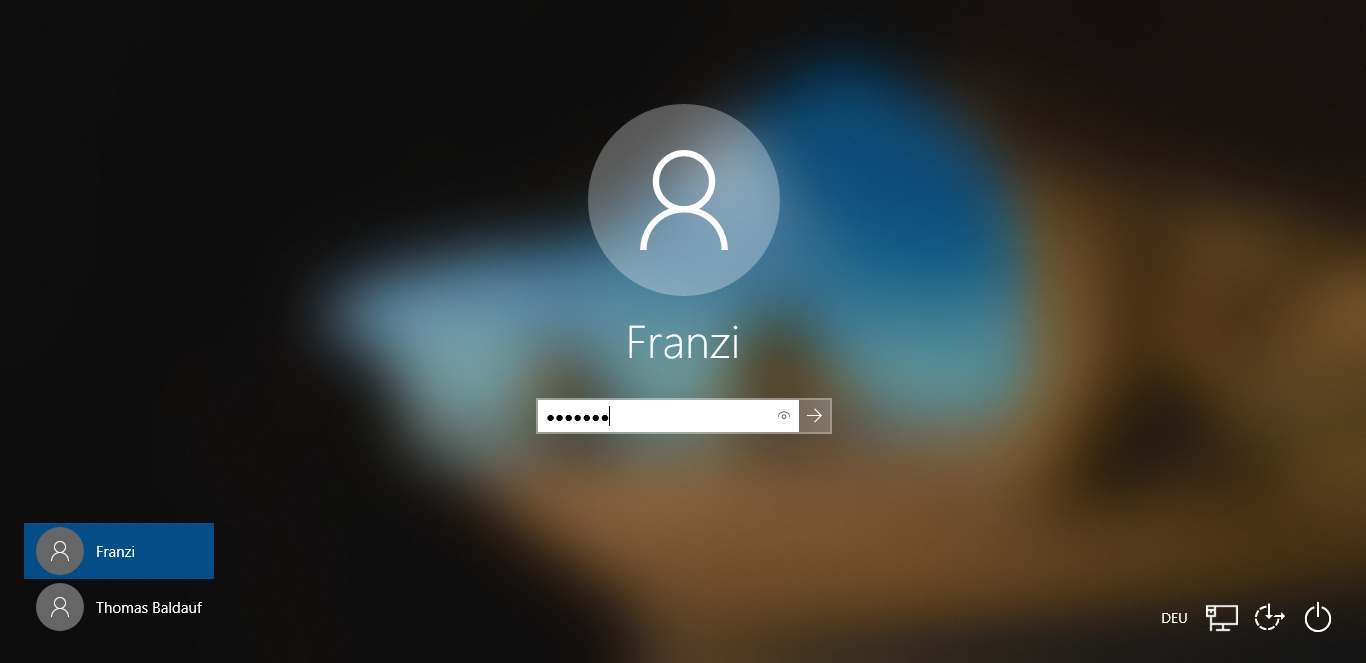 Franzi
•••••••
Franzi
Thomas Baldauf
DEU